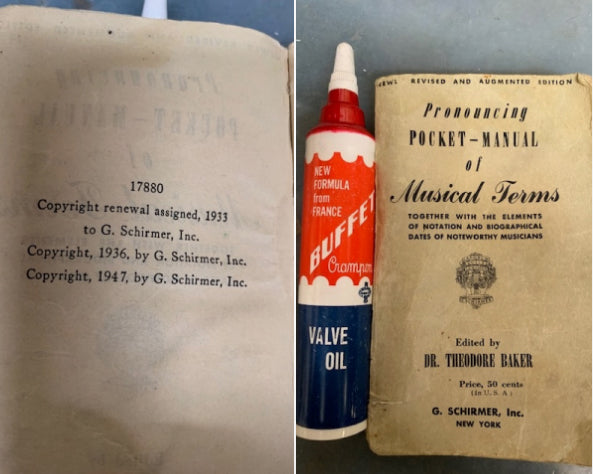 17880
Copyright renewal assigned, 1933
to G. Schirmer, Inc.
Copyright, 1936, by G. Schirmer, Inc.
Copyright, 1947, by G. Schirmer, Inc.
NEW
FORMULA
from
FRANCE
BUFFET
Crampon
VALVE
OIL
REVISED AND AUGMENTED EDITION
Pronouncing
POCKET-MANUAL
of
Musical Terms
TOGETHER WITH THE ELEMENTS
OF NOTATION AND BIOGRAPHICAL
DATES OF NOTEWORTHY MUSICIANS
Edited by
DR. THEODORE BAKER
Price, 50 cents
(In U. S. A.)
G. SCHIRMER, Inc.
NEW YORK